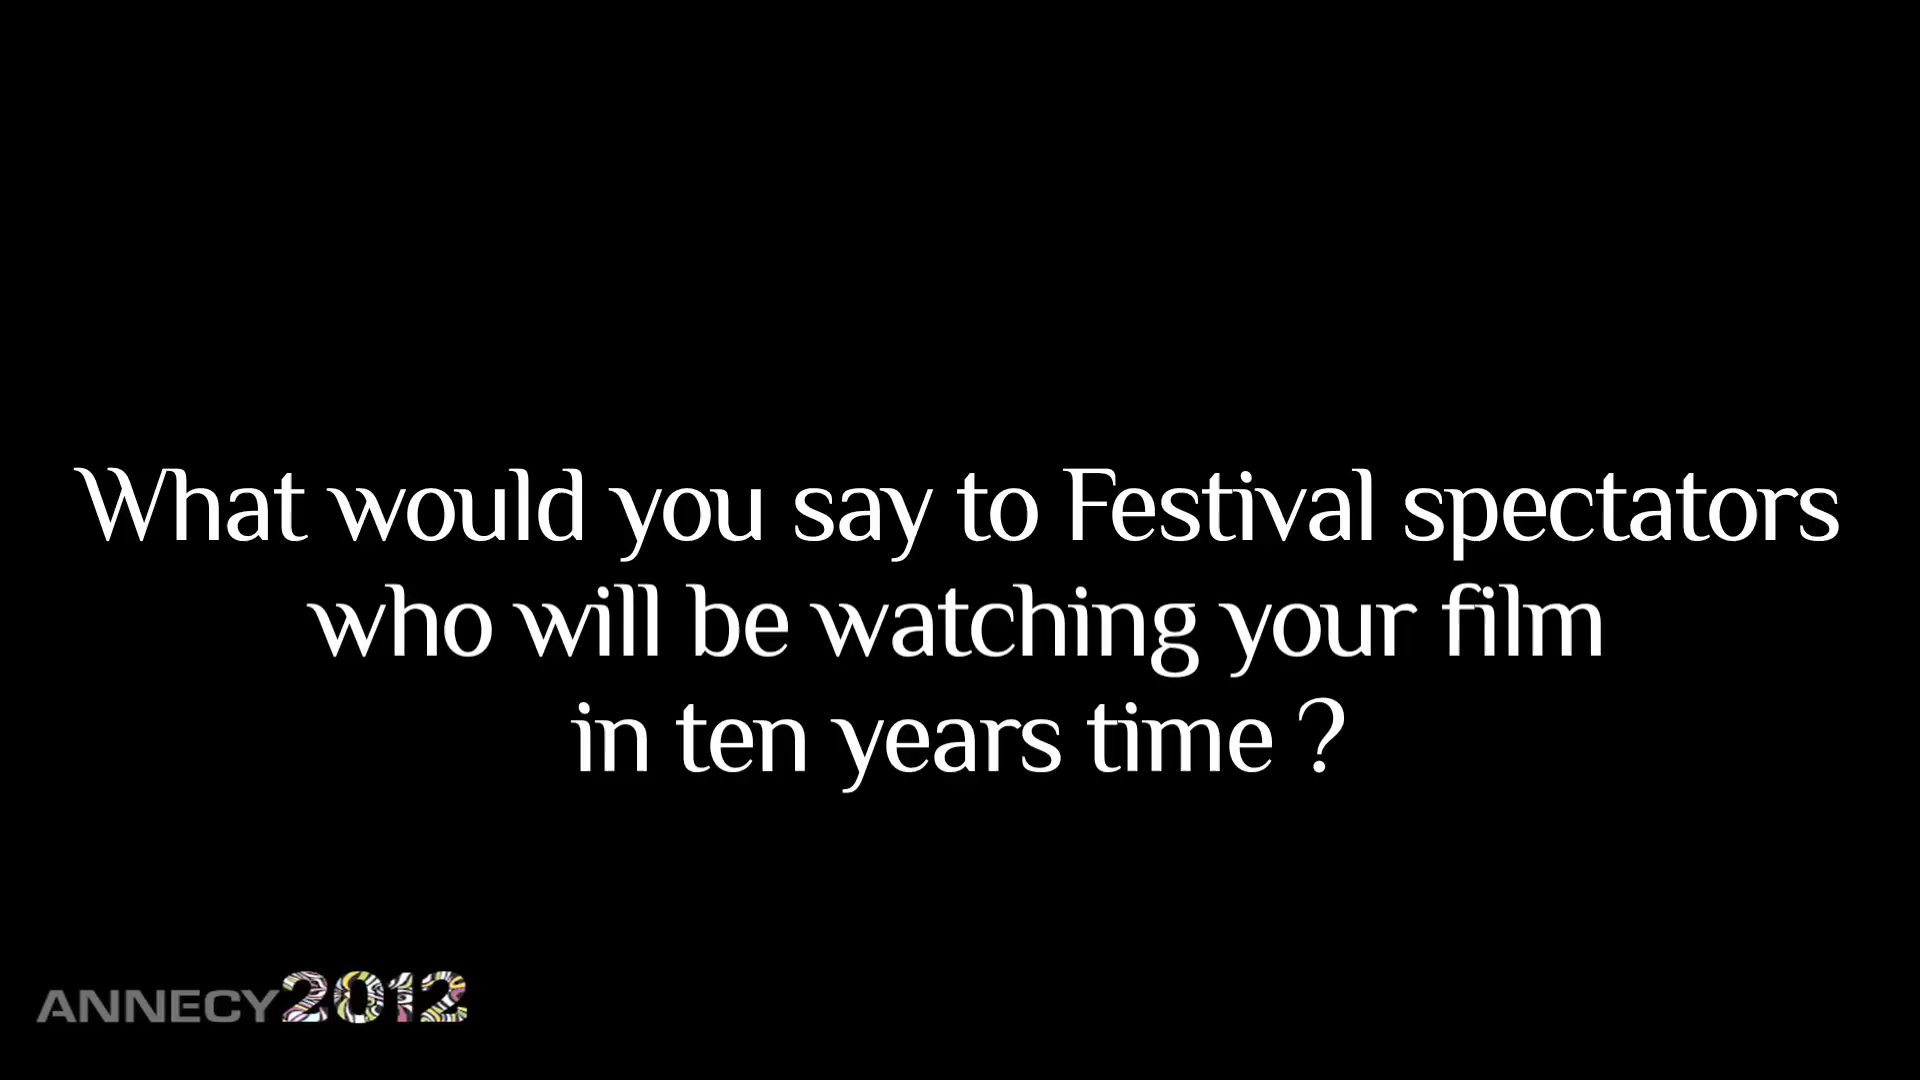 What would you say to Festival spectators
who will be watching your film
in ten years time ?
ANNECY2012